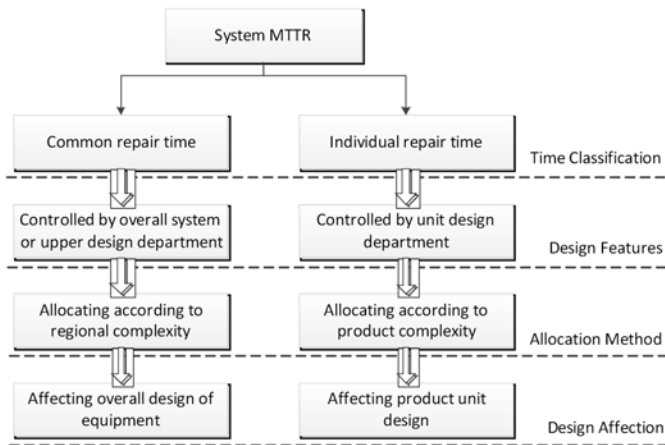 System MTTR
Common repair time
Individual repair time
Time Classification
Controlled by overall system
or upper design department
Controlled by unit design
department
Design Features
Allocating according to
regional complexity
Allocating according to
product complexity
Allocation Method
Affecting overall design of
equipment
Affecting product unit
design
Design Affection